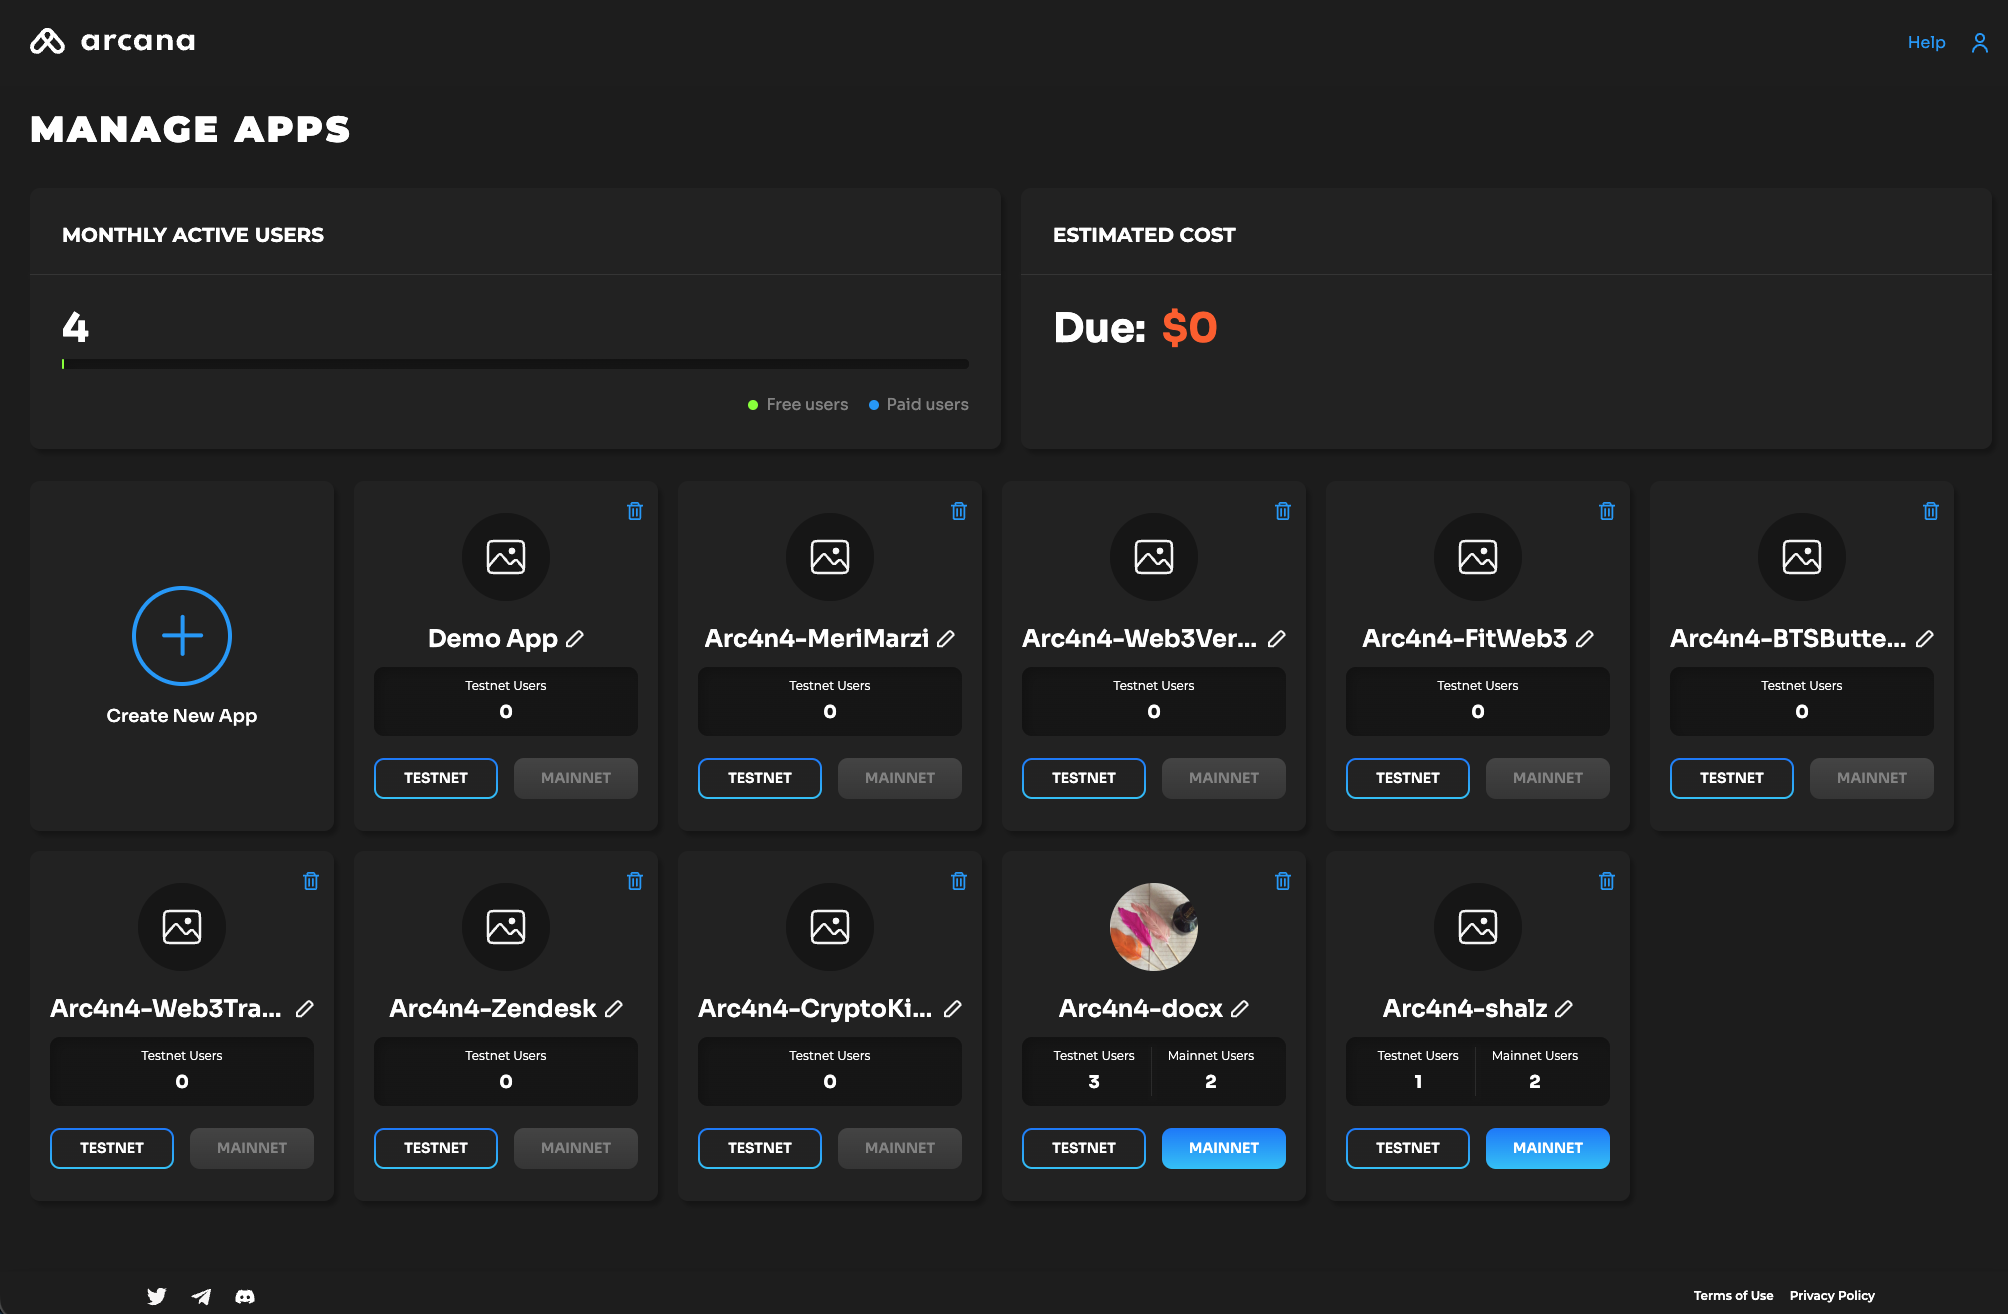 arcana
Help
MANAGE APPS
MONTHLY ACTIVE USERS
4
Free users
Paid users
ESTIMATED COST
Due: $0
Create New App
Demo App
Testnet Users
0
TESTNET
MAINNET
Arc4n4-MeriMarzi
Testnet Users
0
TESTNET
MAINNET
Arc4n4-Web3Ver...
Testnet Users
0
TESTNET
MAINNET
Arc4n4-FitWeb3
Testnet Users
0
TESTNET
MAINNET
Arc4n4-BTSButte...
Testnet Users
0
TESTNET
MAINNET
Arc4n4-Web3Tra...
Testnet Users
0
TESTNET
MAINNET
Arc4n4-Zendesk
Testnet Users
0
TESTNET
MAINNET
Arc4n4-CryptoKi...
Testnet Users
0
TESTNET
MAINNET
Arc4n4-docx
Testnet Users
3
Mainnet Users
2
TESTNET
MAINNET
Arc4n4-shalz
Testnet Users
1
Mainnet Users
2
TESTNET
MAINNET
Terms of Use
Privacy Policy